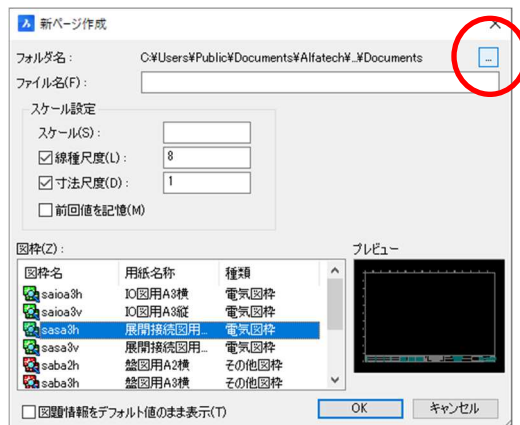 新ページ作成
フォルダ名： C:¥Users¥Public¥Documents¥Alfatech¥_¥Documents ...
ファイル名(F)：
スケール設定
スケール(S)：
線種尺度(L)： 8
寸法尺度(D)： 1
前回値を記憶(M)
図枠(Z)： プレビュー
図枠名 用紙名称 種類
saioa3h IO図用A3横 電気図枠
saioa3v IO図用A3縦 電気図枠
sasa3h 展開接続図用... 電気図枠
sasa3v 展開接続図用... 電気図枠
saba2h 盤図用A2横 その他図枠
saba3h 盤図用A3横 その他図枠
図題情報をデフォルト値のまま表示(T) OK キャンセル